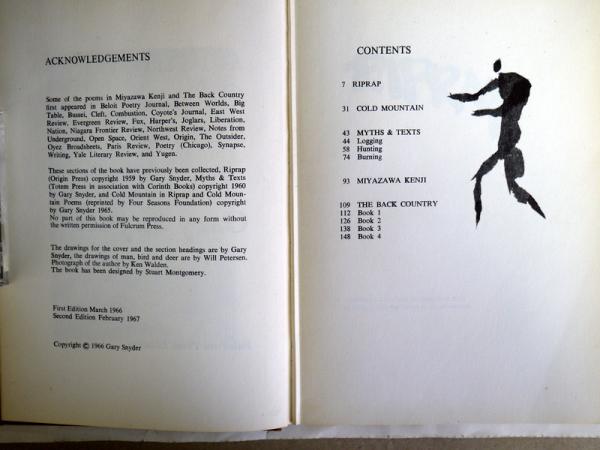 ACKNOWLEDGEMENTS
Some of the poems in Miyazawa Kenji and The Back Country
first appeared in Beloit Poetry Journal, Between Worlds, Big
Table, Bussei, Cleft, Combustion, Coyote's Journal, East West
Review, Evergreen Review, Fux, Harper's, Joglars, Liberation,
Nation, Niagara Frontier Review, Northwest Review, Notes from
Underground, Open Space, Orient West, Origin, The Outsider,
Oyez Broadsheets, Paris Review, Poetry (Chicago), Synapse,
Writing, Yale Literary Review, and Yugen.
These sections of the book have previously been collected, Riprap
(Origin Press) copyright 1959 by Gary Snyder, Myths & Texts
(Totem Press in association with Corinth Books) copyright 1960
by Gary Snyder, and Cold Mountain in Riprap and Cold Moun-
tain Poems (reprinted by Four Seasons Foundation) copyright
by Gary Snyder 1965.
No part of this book may be reproduced in any form without
the written permission of Fulcrum Press.
The drawings for the cover and the section headings are by Gary
Snyder, the drawings of man, bird and deer are by Will Petersen.
Photograph of the author by Ken Walden.
The book has been designed by Stuart Montgomery.
First Edition March 1966
Second Edition February 1967
Copyright © 1966 Gary Snyder
CONTENTS
7 RIPRAP
31 COLD MOUNTAIN
43 MYTHS & TEXTS
44 Logging
58 Hunting
74 Burning
93 MIYAZAWA KENJI
109 THE BACK COUNTRY
112 Book 1
126 Book 2
138 Book 3
148 Book 4